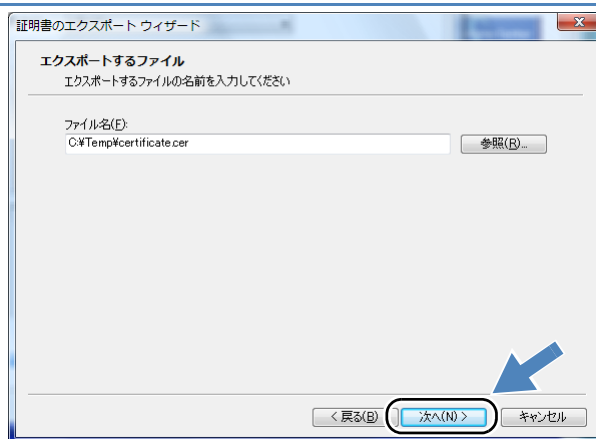 証明書のエクスポート ウィザード
エクスポートするファイル
エクスポートするファイルの名前を入力してください
ファイル名(F):
C:¥Temp¥certificate.cer
参照(R)...
< 戻る(B)
次へ(N) >
キャンセル